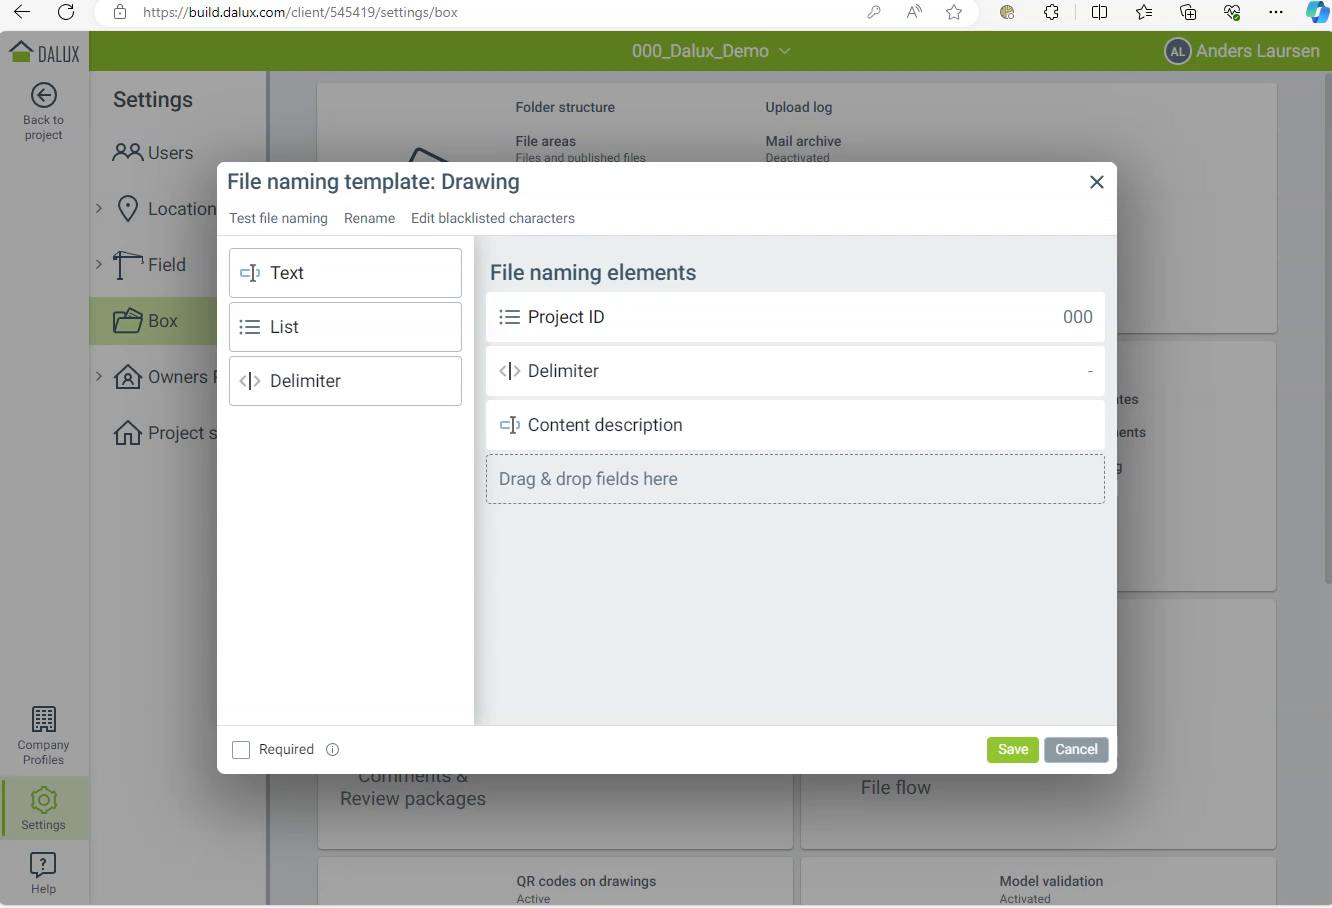 https://build.dalux.com/client/545419/settings/box
DALUX
000_Dalux_Demo
AL Anders Laursen
Back to
project
Settings
Users
Location
Field
Box
Owners
Project s
Company
Profiles
Settings
Help
Folder structure
Upload log
File areas
Files and published files
Mail archive
Deactivated
File naming template: Drawing
Test file naming Rename Edit blacklisted characters
Text
List
Delimiter
File naming elements
Project ID 000
Delimiter -
Content description
Drag & drop fields here
Required
Save Cancel
tes
ents
g
Comments &
Review packages
File flow
QR codes on drawings
Active
Model validation
Activated